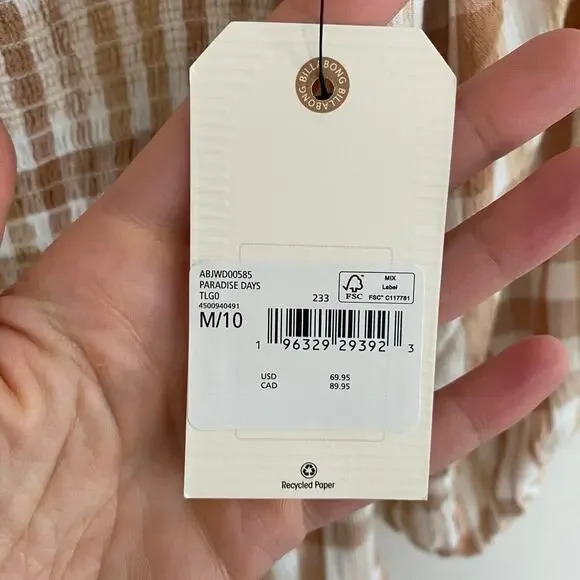 BILLABONG BILLABONG
ABJWD00585
PARADISE DAYS
TLG0
4500940491
233
FSC
MIX
Label
FSC® C117781
M/10
1 96329 29392 3
USD 69.95
CAD 89.95
Recycled Paper